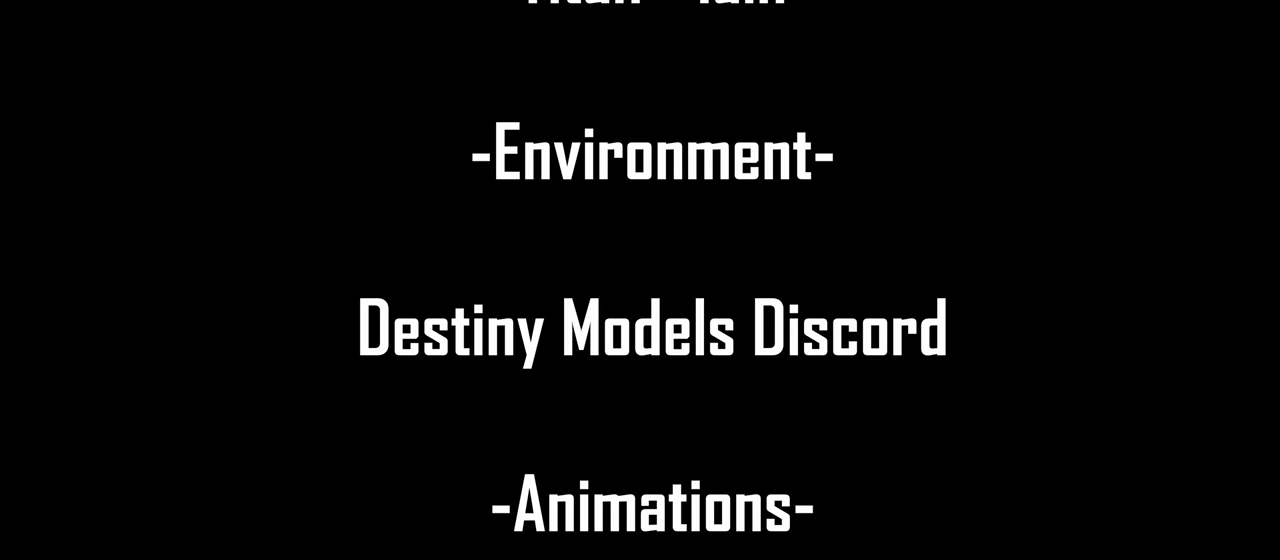 -Environment-
Destiny Models Discord
-Animations-